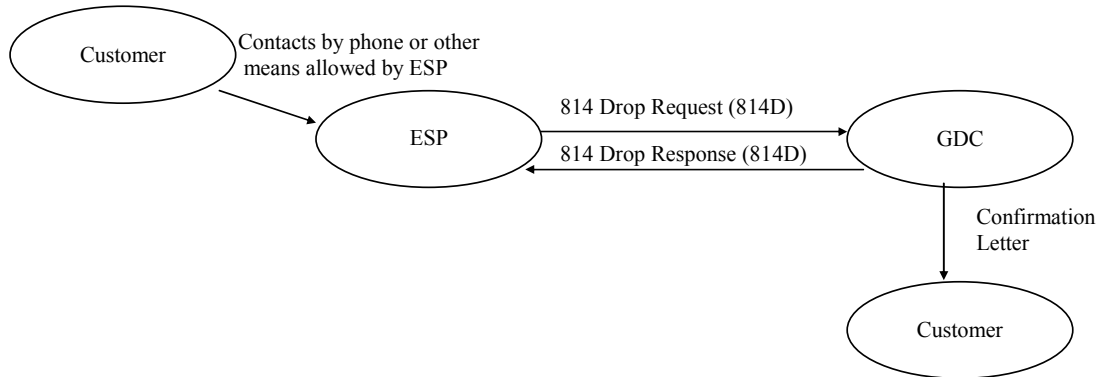 Customer
Contacts by phone or other
means allowed by ESP
ESP
814 Drop Request (814D)
814 Drop Response (814D)
GDC
Confirmation
Letter
Customer